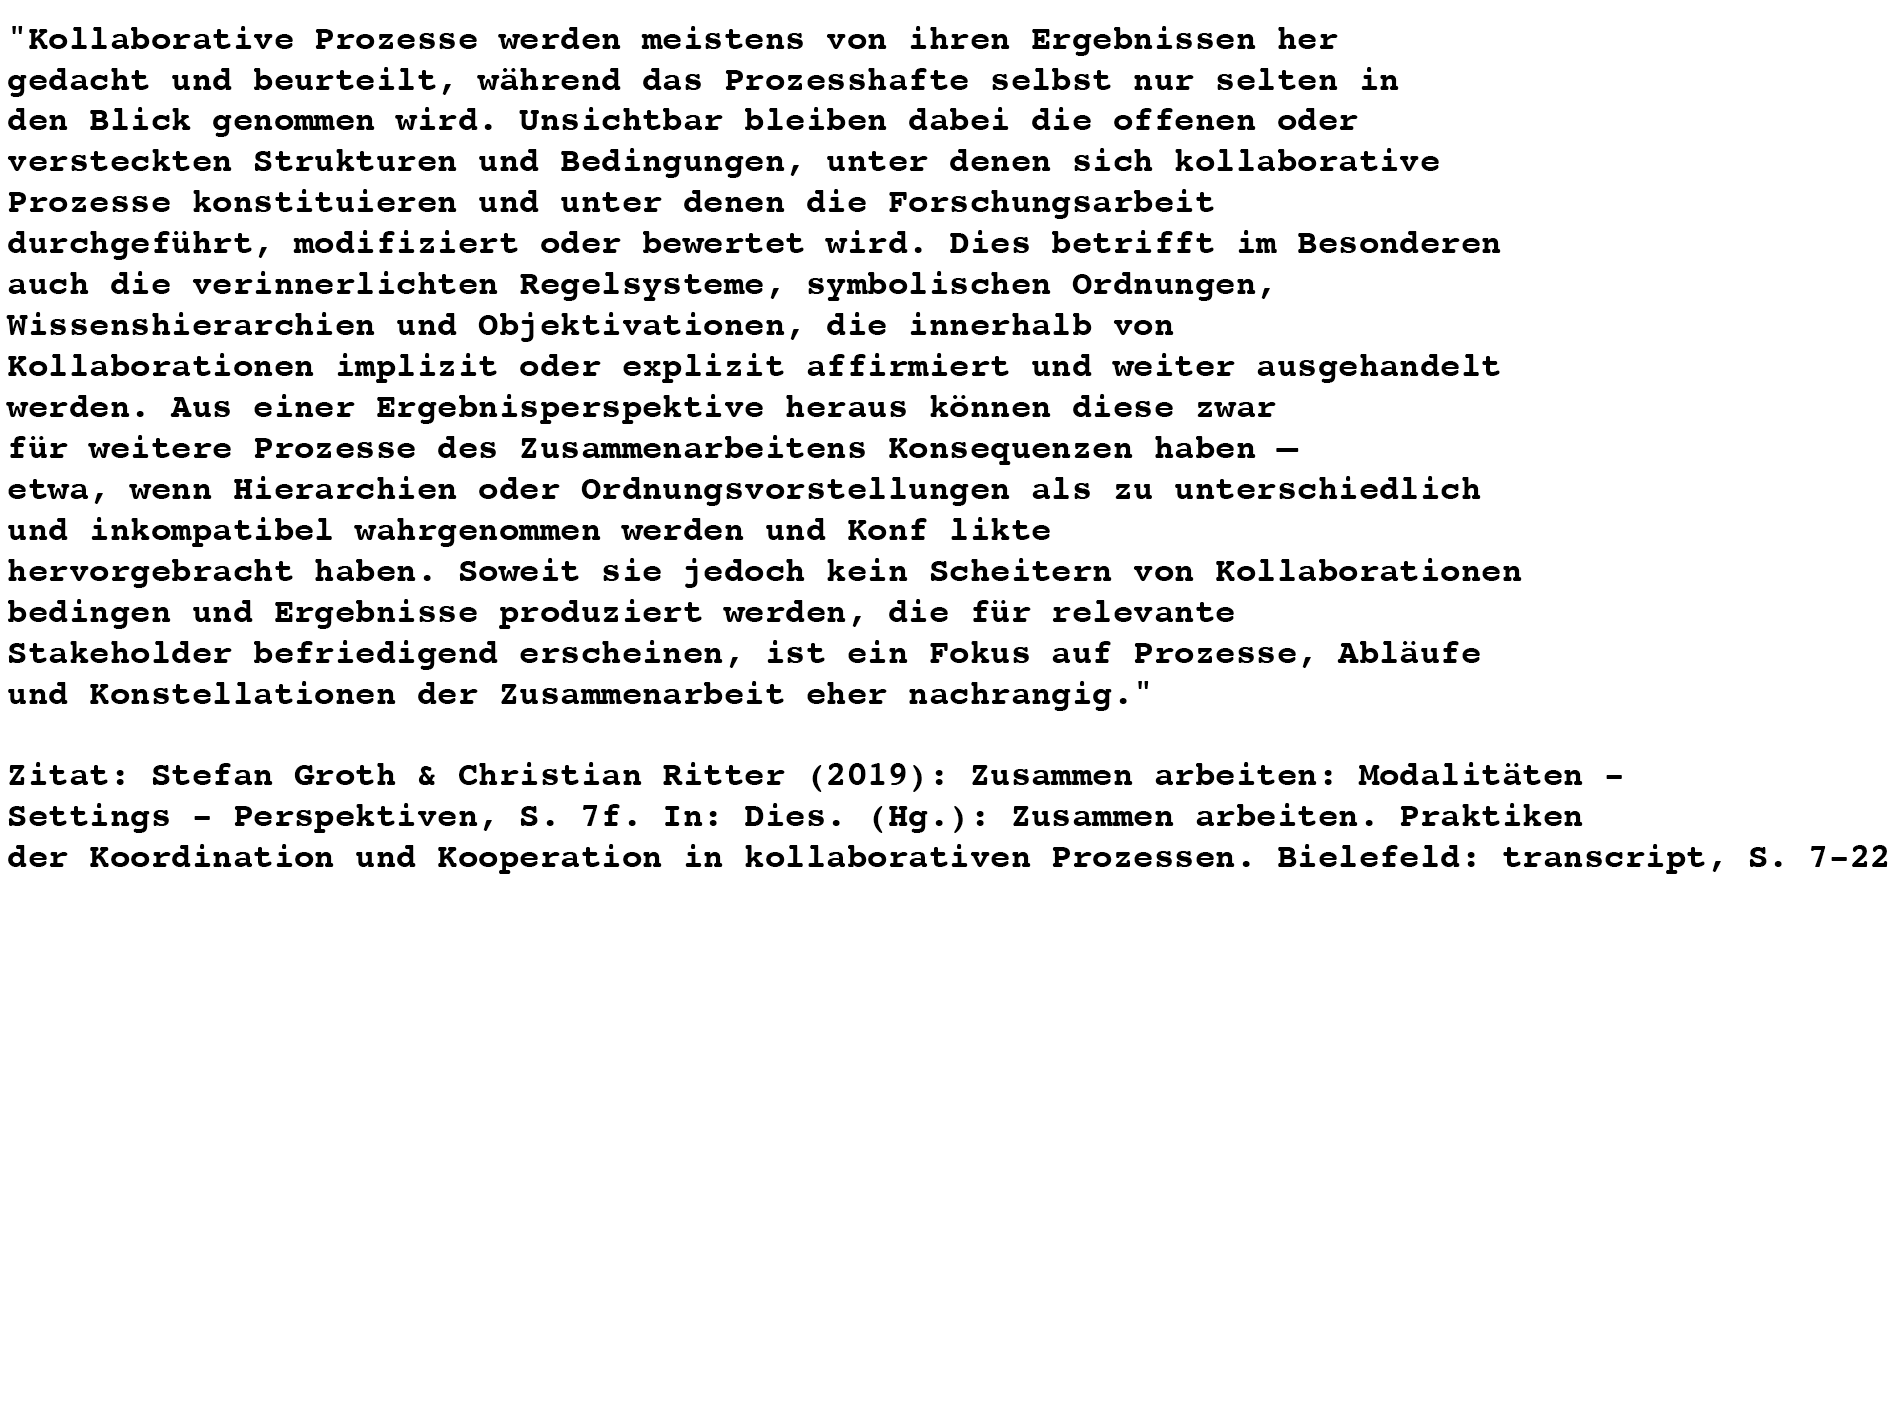 "Kollaborative Prozesse werden meistens von ihren Ergebnissen her
gedacht und beurteilt, während das Prozesshafte selbst nur selten in
den Blick genommen wird. Unsichtbar bleiben dabei die offenen oder
versteckten Strukturen und Bedingungen, unter denen sich kollaborative
Prozesse konstituieren und unter denen die Forschungsarbeit
durchgeführt, modifiziert oder bewertet wird. Dies betrifft im Besonderen
auch die verinnerlichten Regelsysteme, symbolischen Ordnungen,
Wissenshierarchien und Objektivationen, die innerhalb von
Kollaborationen implizit oder explizit affirmiert und weiter ausgehandelt
werden. Aus einer Ergebnisperspektive heraus können diese zwar
für weitere Prozesse des Zusammenarbeitens Konsequenzen haben —
etwa, wenn Hierarchien oder Ordnungsvorstellungen als zu unterschiedlich
und inkompatibel wahrgenommen werden und Konf likte
hervorgebracht haben. Soweit sie jedoch kein Scheitern von Kollaborationen
bedingen und Ergebnisse produziert werden, die für relevante
Stakeholder befriedigend erscheinen, ist ein Fokus auf Prozesse, Abläufe
und Konstellationen der Zusammenarbeit eher nachrangig."

Zitat: Stefan Groth & Christian Ritter (2019): Zusammen arbeiten: Modalitäten -
Settings - Perspektiven, S. 7f. In: Dies. (Hg.): Zusammen arbeiten. Praktiken
der Koordination und Kooperation in kollaborativen Prozessen. Bielefeld: transcript, S. 7-22